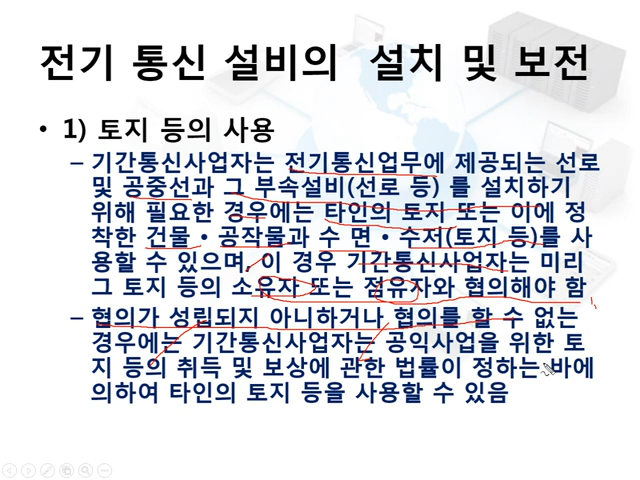 전기 통신 설비의 설치 및 보전
• 1) 토지 등의 사용
– 기간통신사업자는 전기통신업무에 제공되는 선로
및 공중선과 그 부속설비(선로 등) 를 설치하기
위해 필요한 경우에는 타인의 토지 또는 이에 정
착한 건물・공작물과 수 면・수저(토지 등)를 사
용할 수 있으며, 이 경우 기간통신사업자는 미리
그 토지 등의 소유자 또는 점유자와 협의해야 함
– 협의가 성립되지 아니하거나 협의를 할 수 없는
경우에는 기간통신사업자는 공익사업을 위한 토
지 등의 취득 및 보상에 관한 법률이 정하는 바에
의하여 타인의 토지 등을 사용할 수 있음